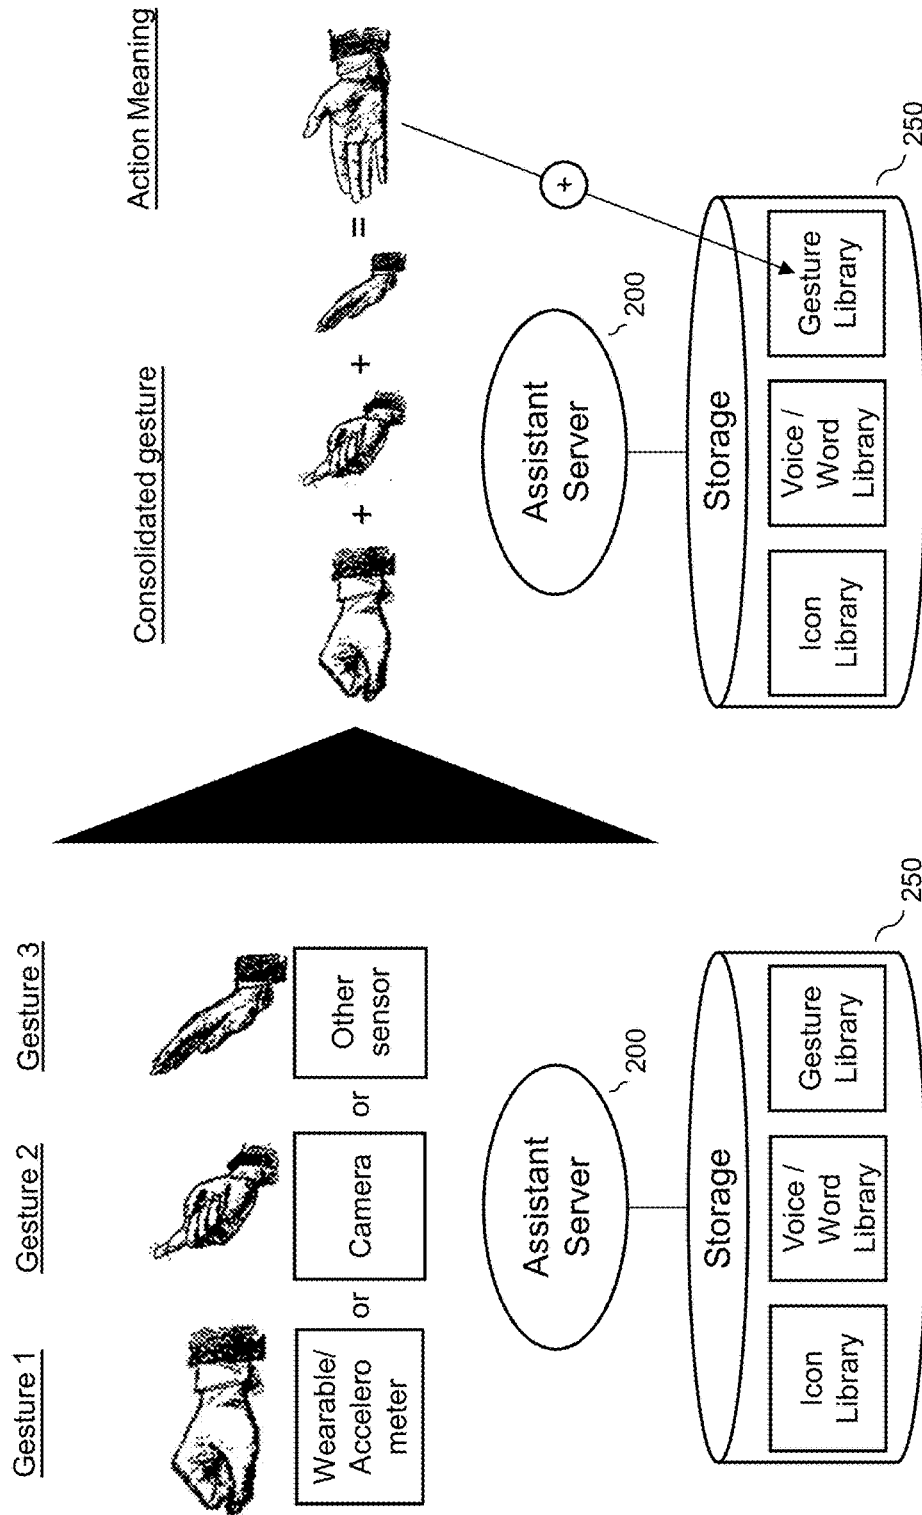 Gesture 1
Gesture 2
Gesture 3
Wearable/
Accelero
meter
or
Camera
or
Other
sensor
Assistant
Server
200
Storage
Icon
Library
Voice /
Word
Library
Gesture
Library
250
Consolidated gesture
Action Meaning
+
+
=
+
Assistant
Server
200
Storage
Icon
Library
Voice /
Word
Library
Gesture
Library
250